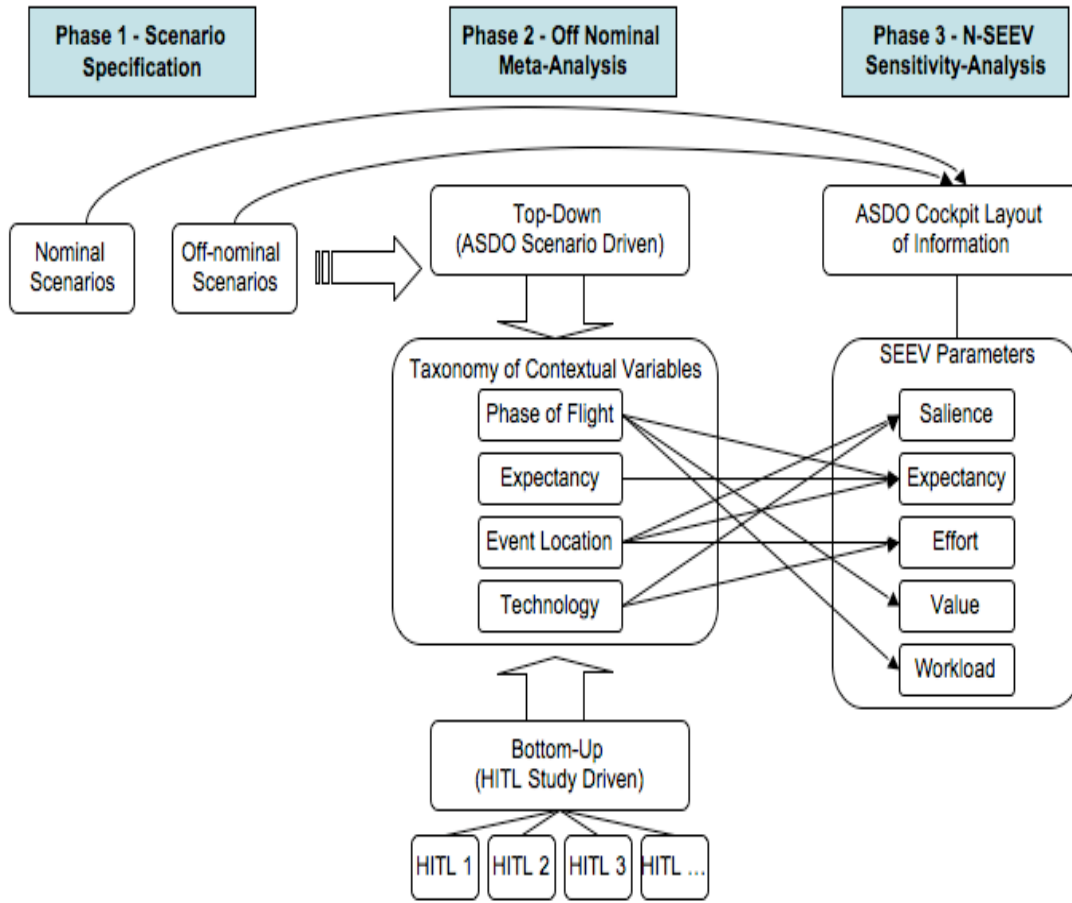 Phase 1 - Scenario
Specification
Phase 2 - Off Nominal
Meta-Analysis
Phase 3 - N-SEEV
Sensitivity-Analysis
Nominal
Scenarios
Off-nominal
Scenarios
Top-Down
(ASDO Scenario Driven)
ASDO Cockpit Layout
of Information
Taxonomy of Contextual Variables
Phase of Flight
Expectancy
Event Location
Technology
SEEV Parameters
Salience
Expectancy
Effort
Value
Workload
Bottom-Up
(HITL Study Driven)
HITL 1
HITL 2
HITL 3
HITL ...